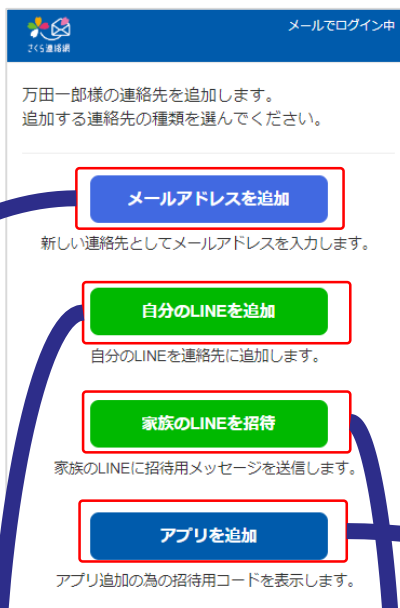 さくら連絡網
メールでログイン中
万田一郎様の連絡先を追加します。
追加する連絡先の種類を選んでください。
メールアドレスを追加
新しい連絡先としてメールアドレスを入力します。
自分のLINEを追加
自分のLINEを連絡先に追加します。
家族のLINEを招待
家族のLINEに招待用メッセージを送信します。
アプリを追加
アプリ追加の為の招待用コードを表示します。